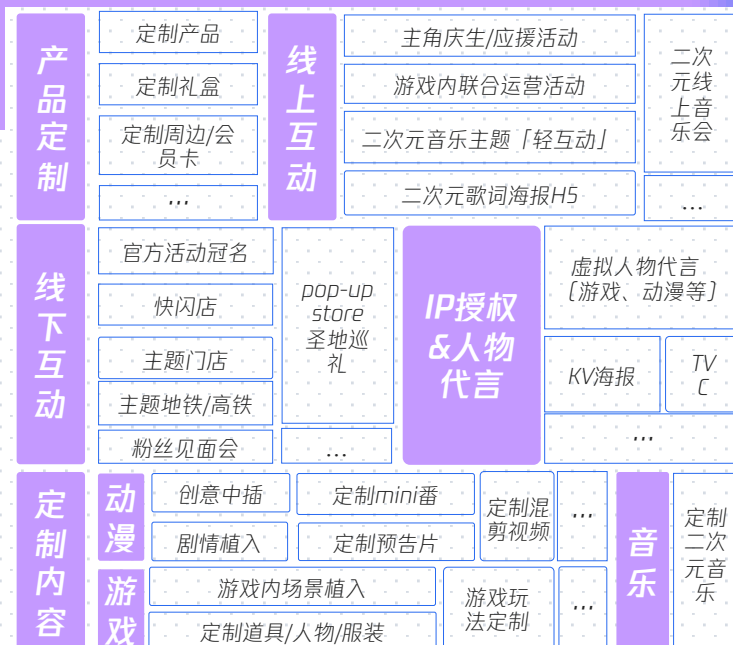 产品定制
定制产品
定制礼盒
定制周边/会
员卡
...
线上互动
主角庆生/应援活动
游戏内联合运营活动
二次元音乐主题「轻互动」
二次元歌词海报H5
二次
元线
上音
乐会
...
线下互动
官方活动冠名
快闪店
主题门店
主题地铁/高铁
粉丝见面会
pop-up
store
圣地巡
礼
...
IP授权
&人物
代言
虚拟人物代言
(游戏、动漫等)
KV海报
TV
C
...
定制内容
动漫
创意中插
剧情植入
定制mini番
定制预告片
定制混
剪视频
...
游戏
游戏内场景植入
定制道具/人物/服装
游戏玩
法定制
...
音乐
定制
二次
元音
乐